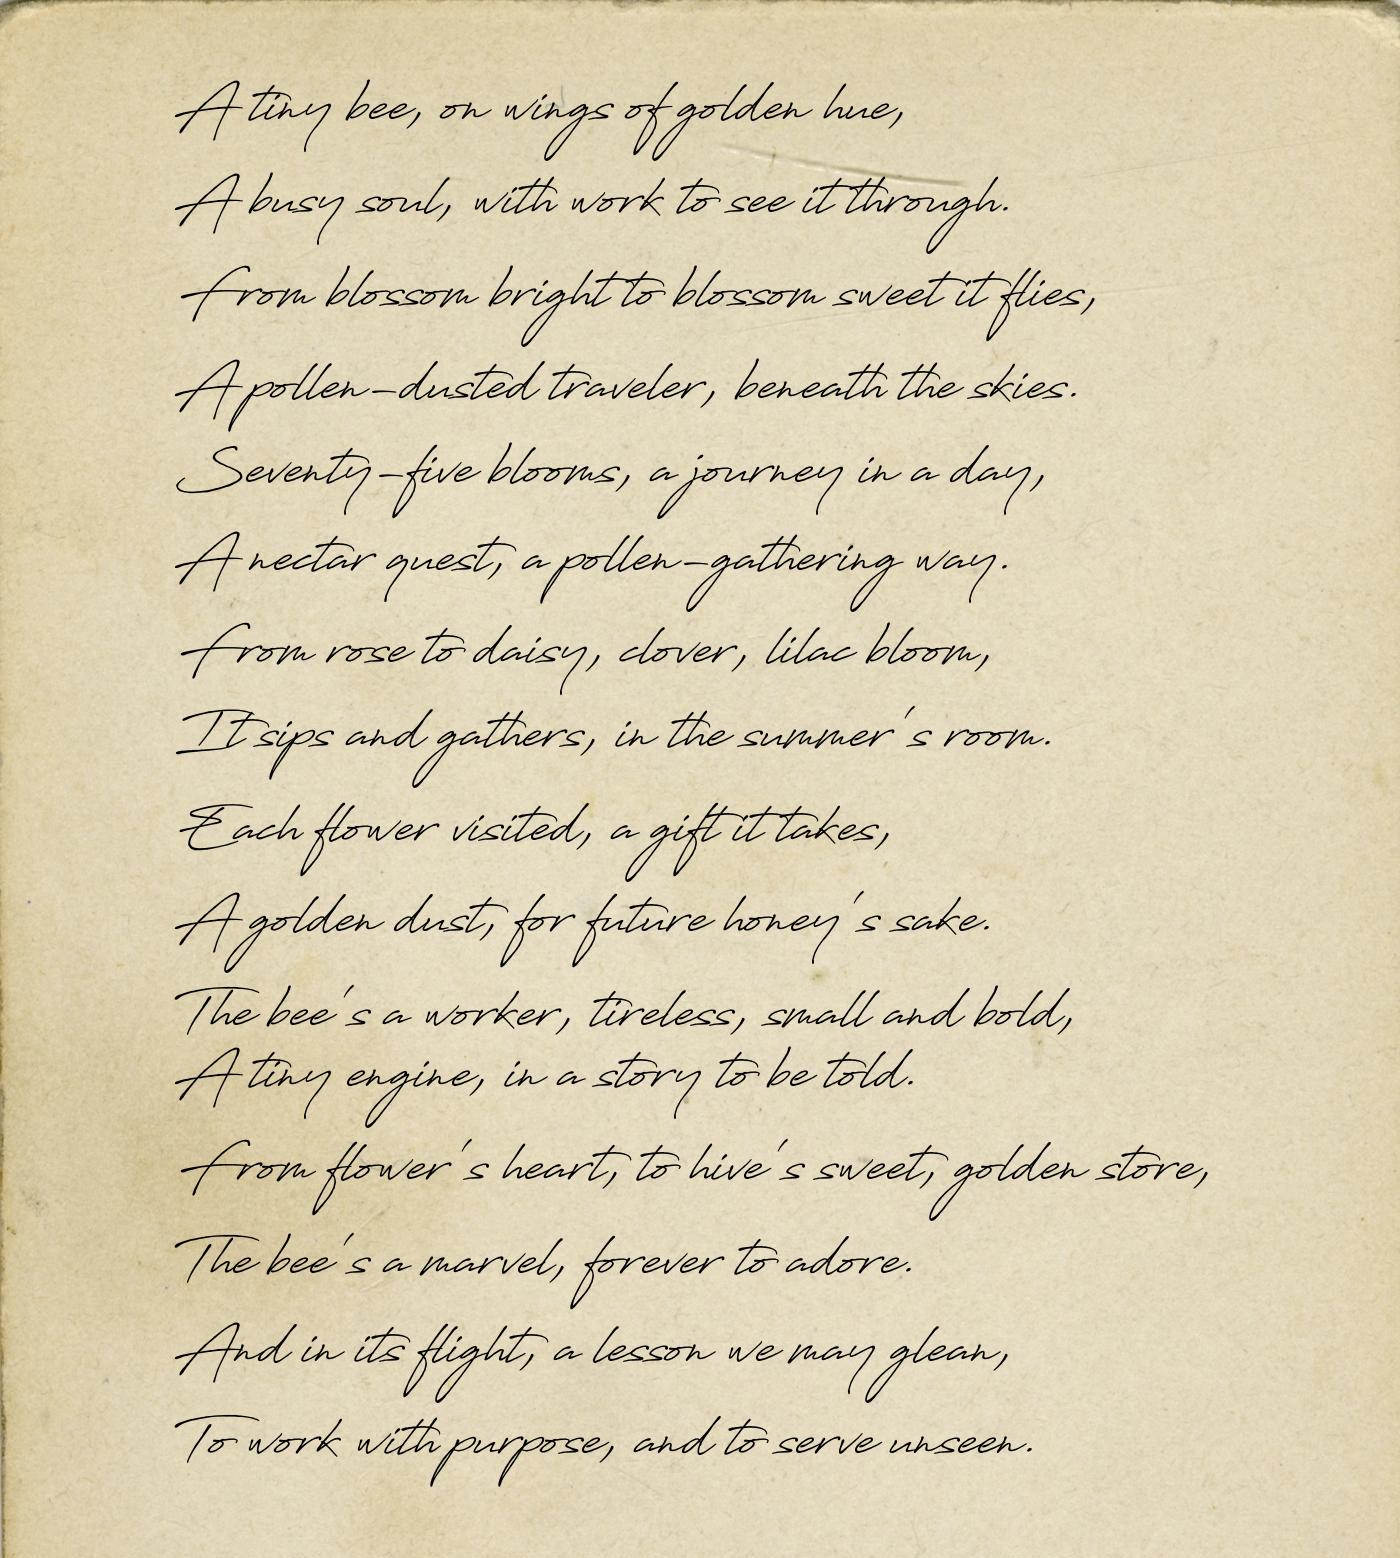 A tiny bee, on wings of golden hue,
A busy soul, with work to see it through.
From blossom bright to blossom sweet it flies,
A pollen-dusted traveler, beneath the skies.
Seventy-five blooms, a journey in a day,
A nectar quest, a pollen-gathering way.
From rose to daisy, clover, lilac bloom,
It sips and gathers, in the summer's room.
Each flower visited, a gift it takes,
A golden dust, for future honey's sake.
The bee's a worker, tireless, small and bold,
A tiny engine, in a story to be told.
From flower's heart, to hive's sweet, golden store,
The bee's a marvel, forever to adore.
And in its flight, a lesson we may glean,
To work with purpose, and to serve unseen.